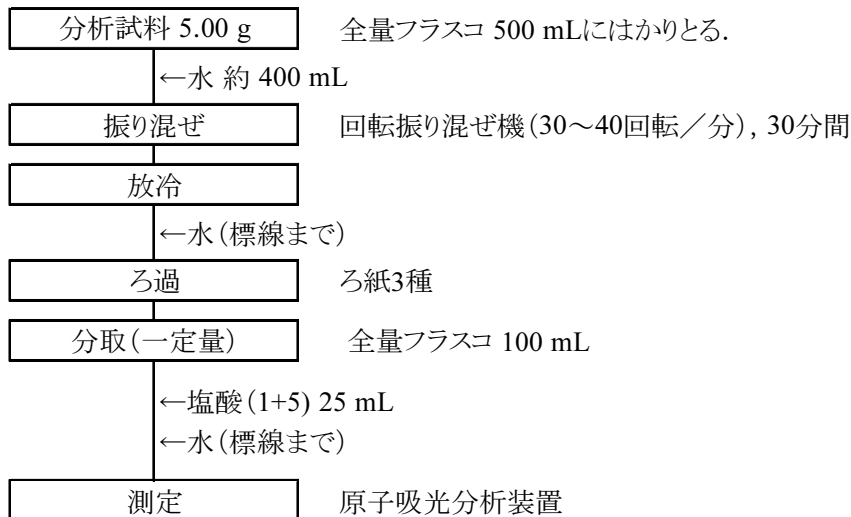 分析試料 5.00 g 全量フラスコ 500 mLにはかりとる.
←水 約 400 mL
振り混ぜ 回転振り混ぜ機(30～40回転／分), 30分間
放冷
←水(標線まで)
ろ過 ろ紙3種
分取(一定量) 全量フラスコ 100 mL
←塩酸(1+5) 25 mL
←水(標線まで)
測定 原子吸光分析装置